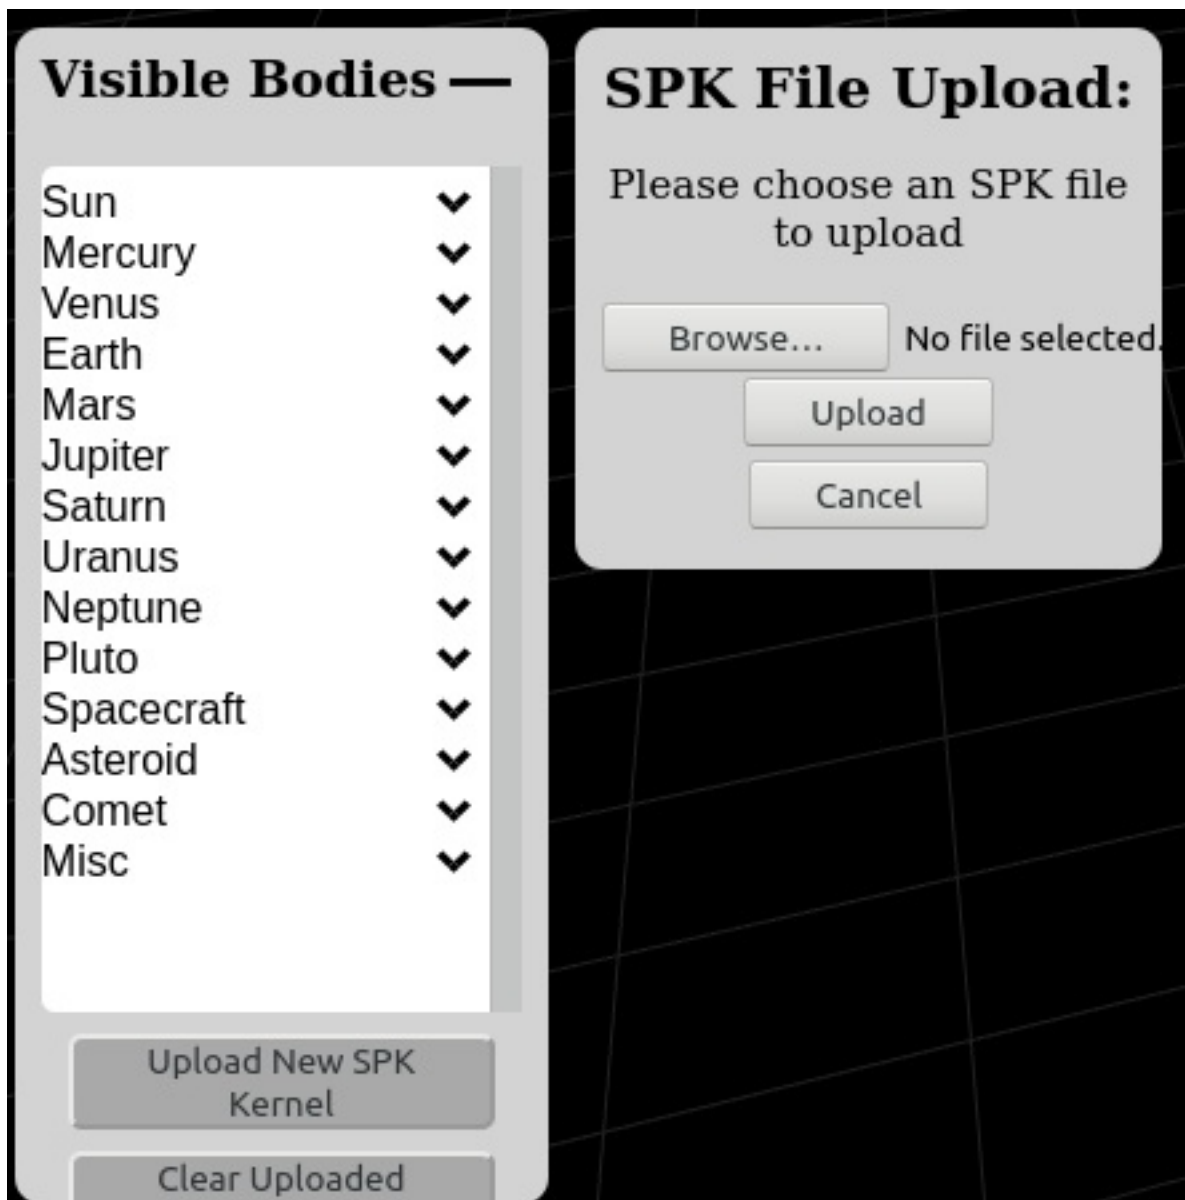 Visible Bodies
Sun
Mercury
Venus
Earth
Mars
Jupiter
Saturn
Uranus
Neptune
Pluto
Spacecraft
Asteroid
Comet
Misc
Upload New SPK
Kernel
Clear Uploaded
SPK File Upload:
Please choose an SPK file
to upload
Browse... No file selected.
Upload
Cancel